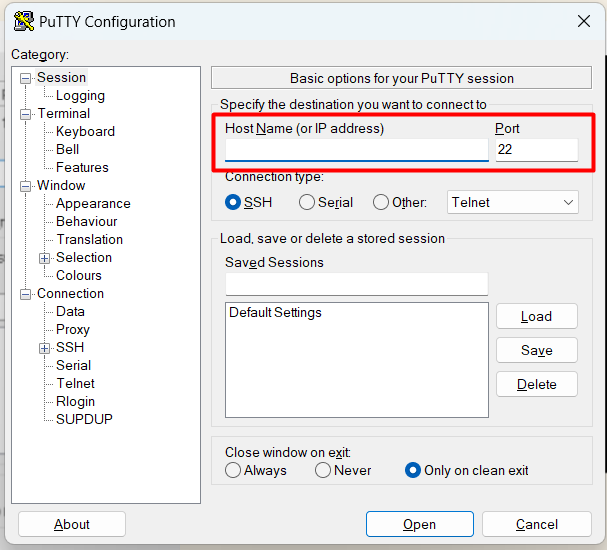 PuTTY Configuration
Category:
Session
Logging
Terminal
Keyboard
Bell
Features
Window
Appearance
Behaviour
Translation
Selection
Colours
Connection
Data
Proxy
SSH
Serial
Telnet
Rlogin
SUPDUP
Basic options for your PuTTY session
Specify the destination you want to connect to
Host Name (or IP address) Port
22
Connection type:
SSH Serial Other: Telnet
Load, save or delete a stored session
Saved Sessions
Default Settings
Load
Save
Delete
Close window on exit:
Always Never Only on clean exit
About Open Cancel